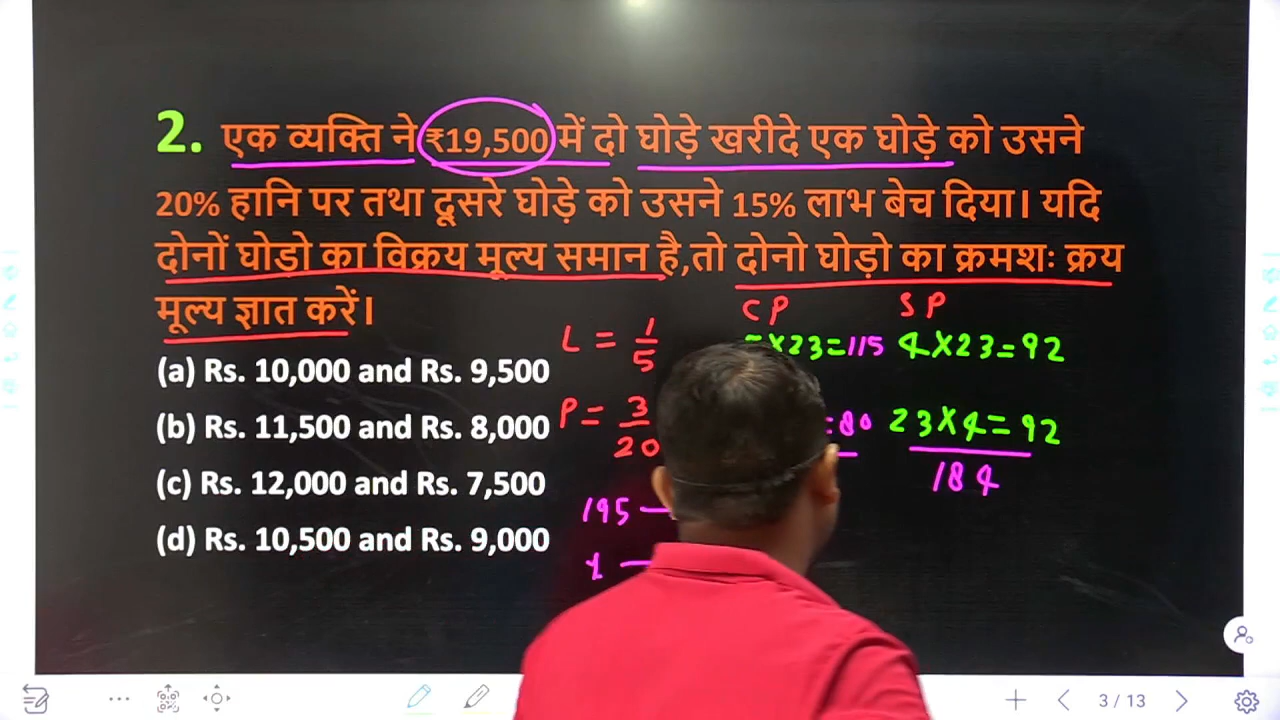 2. एक व्यक्ति ने ₹19,500 में दो घोड़े खरीदे एक घोड़े को उसने
20% हानि पर तथा दूसरे घोड़े को उसने 15% लाभ बेच दिया। यदि
दोनों घोडो का विक्रय मूल्य समान है,तो दोनो घोड़ो का क्रमशः क्रय
मूल्य ज्ञात करें।
CP SP
L = 1/5
×23=115 4×23=92
(a) Rs. 10,000 and Rs. 9,500
(b) Rs. 11,500 and Rs. 8,000
P = 3/20
=80 23×4=92
184
(c) Rs. 12,000 and Rs. 7,500
195 —
(d) Rs. 10,500 and Rs. 9,000
1 —
3 / 13